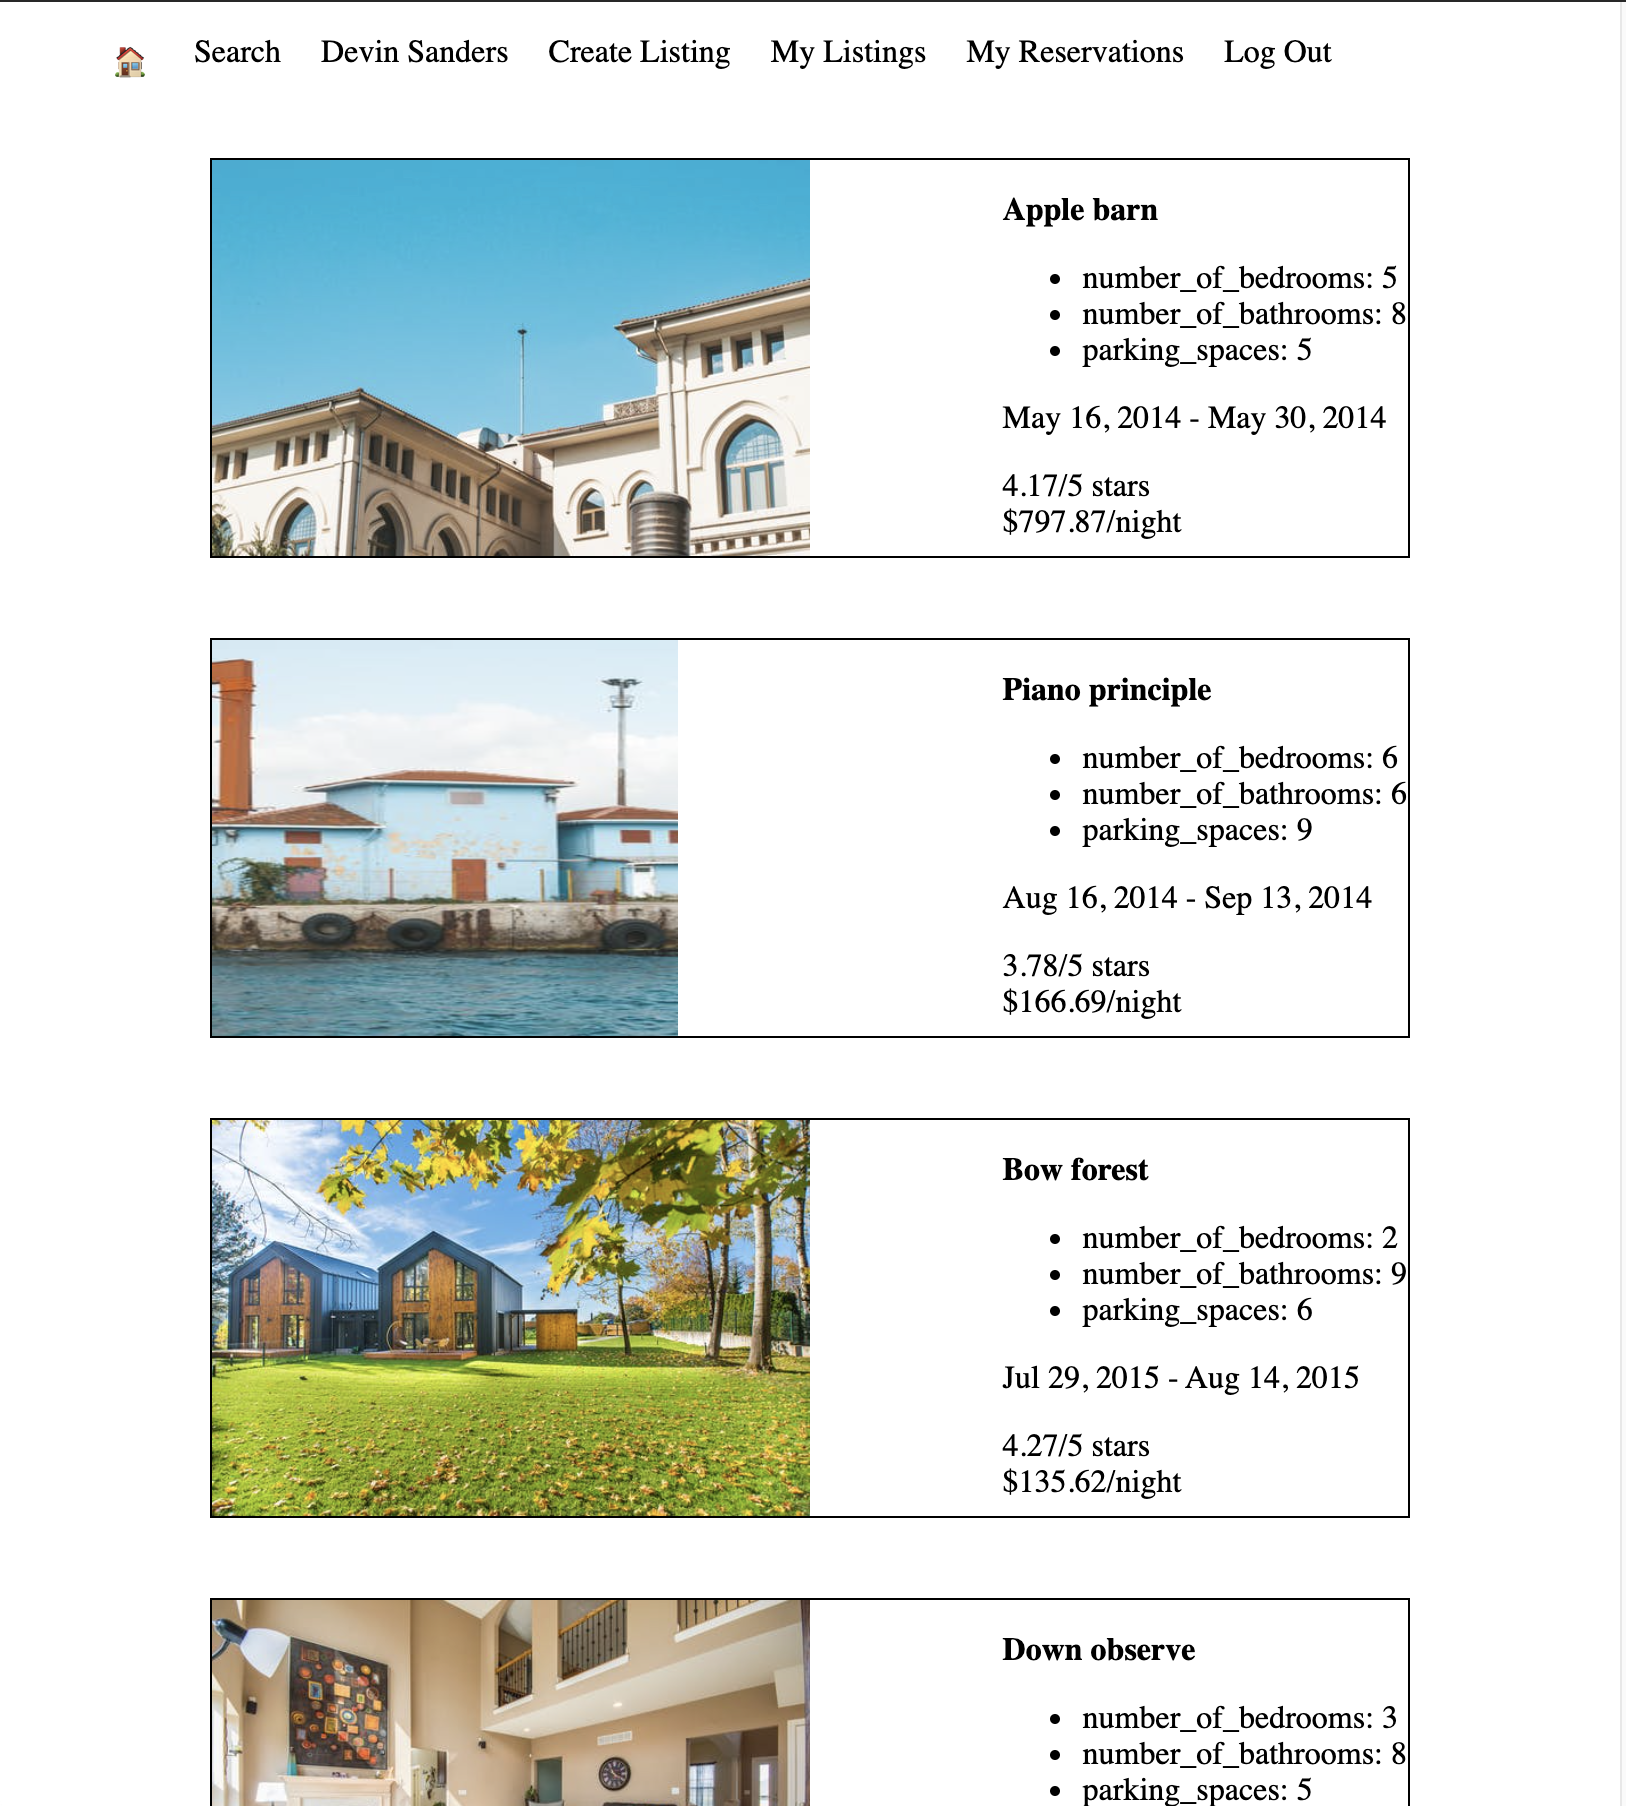 Search Devin Sanders Create Listing My Listings My Reservations Log Out
Apple barn
number_of_bedrooms: 5
number_of_bathrooms: 8
parking_spaces: 5
May 16, 2014 - May 30, 2014
4.17/5 stars
$797.87/night
Piano principle
number_of_bedrooms: 6
number_of_bathrooms: 6
parking_spaces: 9
Aug 16, 2014 - Sep 13, 2014
3.78/5 stars
$166.69/night
Bow forest
number_of_bedrooms: 2
number_of_bathrooms: 9
parking_spaces: 6
Jul 29, 2015 - Aug 14, 2015
4.27/5 stars
$135.62/night
Down observe
number_of_bedrooms: 3
number_of_bathrooms: 8
parking_spaces: 5